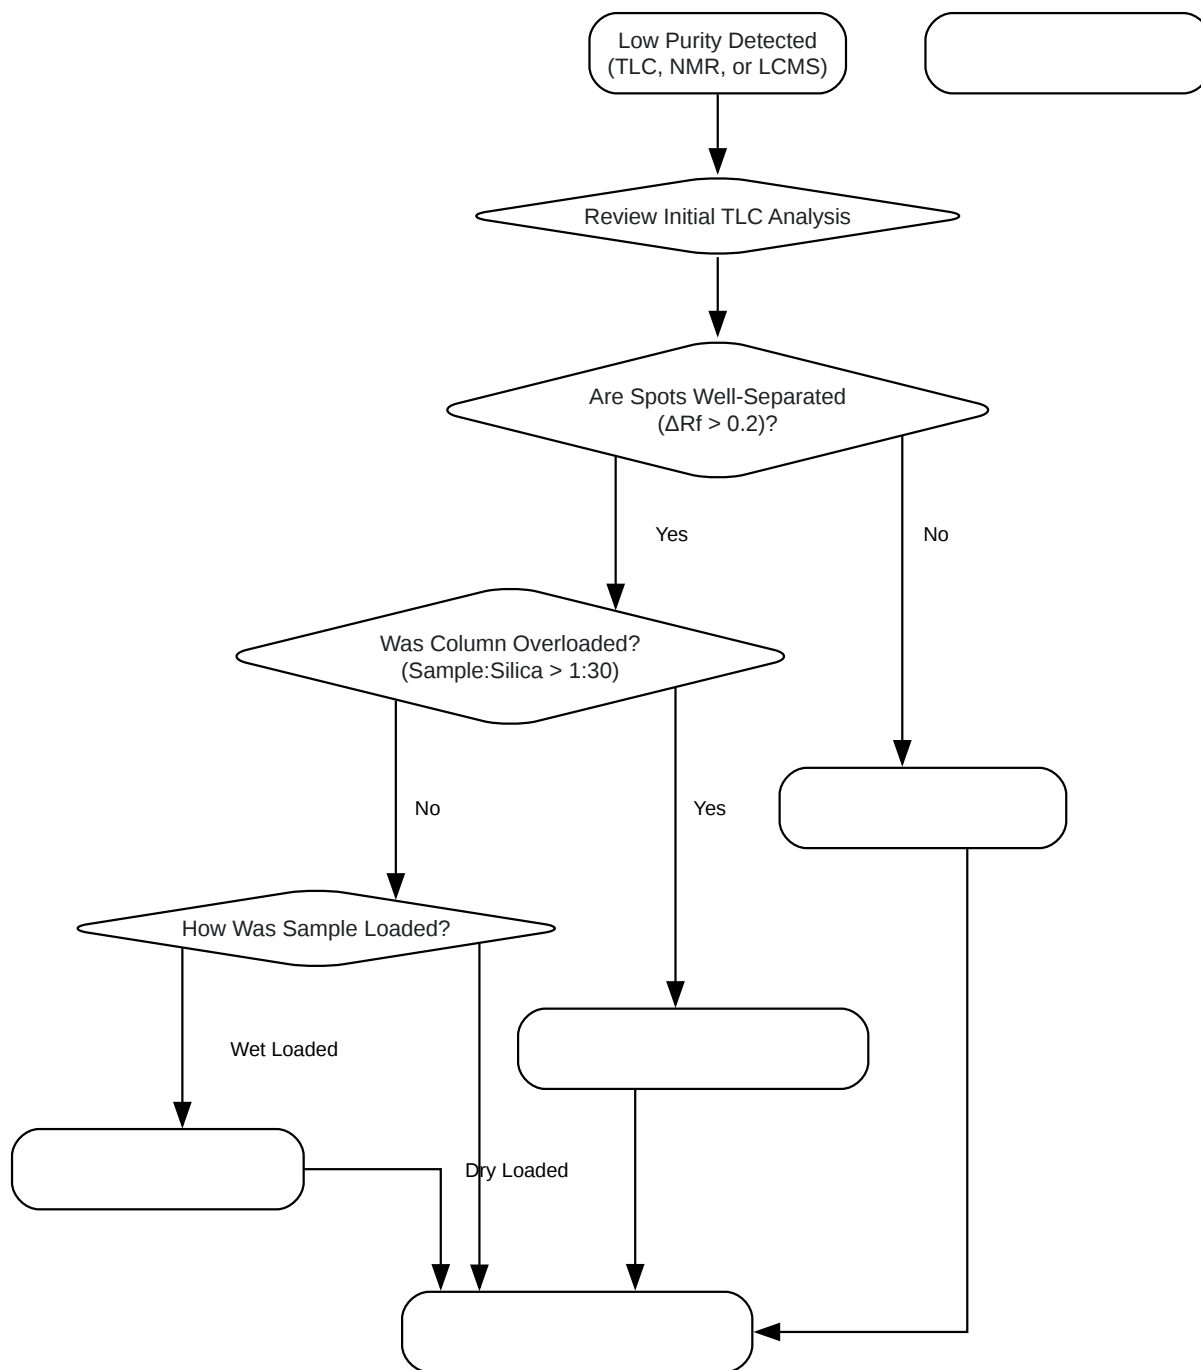 Low Purity Detected
(TLC, NMR, or LCMS)
Review Initial TLC Analysis
Are Spots Well-Separated
(ΔRf > 0.2)?
Yes
No
Was Column Overloaded?
(Sample:Silica > 1:30)
No
Yes
How Was Sample Loaded?
Wet Loaded
Dry Loaded